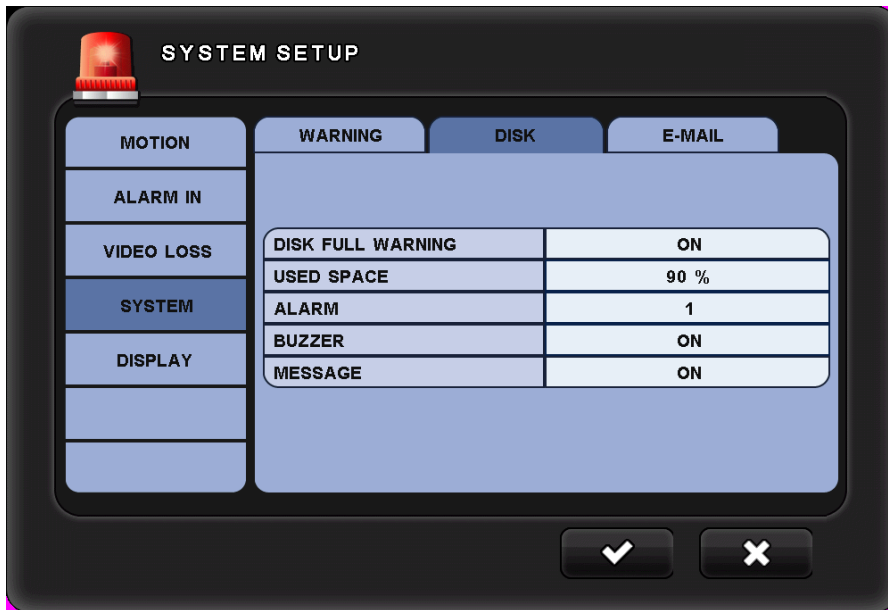 SYSTEM SETUP
MOTION
ALARM IN
VIDEO LOSS
SYSTEM
DISPLAY
WARNING DISK E-MAIL
DISK FULL WARNING ON
USED SPACE 90 %
ALARM 1
BUZZER ON
MESSAGE ON